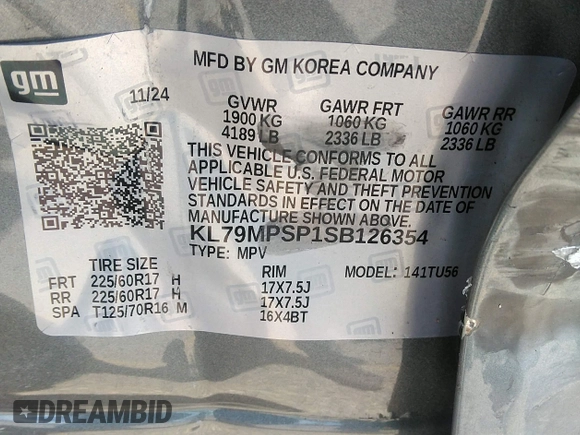 gm
MFD BY GM KOREA COMPANY
11/24
GVWR GAWR FRT GAWR RR
1900 KG 1060 KG 1060 KG
4189 LB 2336 LB 2336 LB
THIS VEHICLE CONFORMS TO ALL
APPLICABLE U.S. FEDERAL MOTOR
VEHICLE SAFETY AND THEFT PREVENTION
STANDARDS IN EFFECT ON THE DATE OF
MANUFACTURE SHOWN ABOVE.
KL79MPSP1SB126354
TYPE: MPV MODEL: 141TU56
TIRE SIZE RIM
FRT 225/60R17 H 17X7.5J
RR 225/60R17 H 17X7.5J
SPA T125/70R16 M 16X4BT
DREAMBID